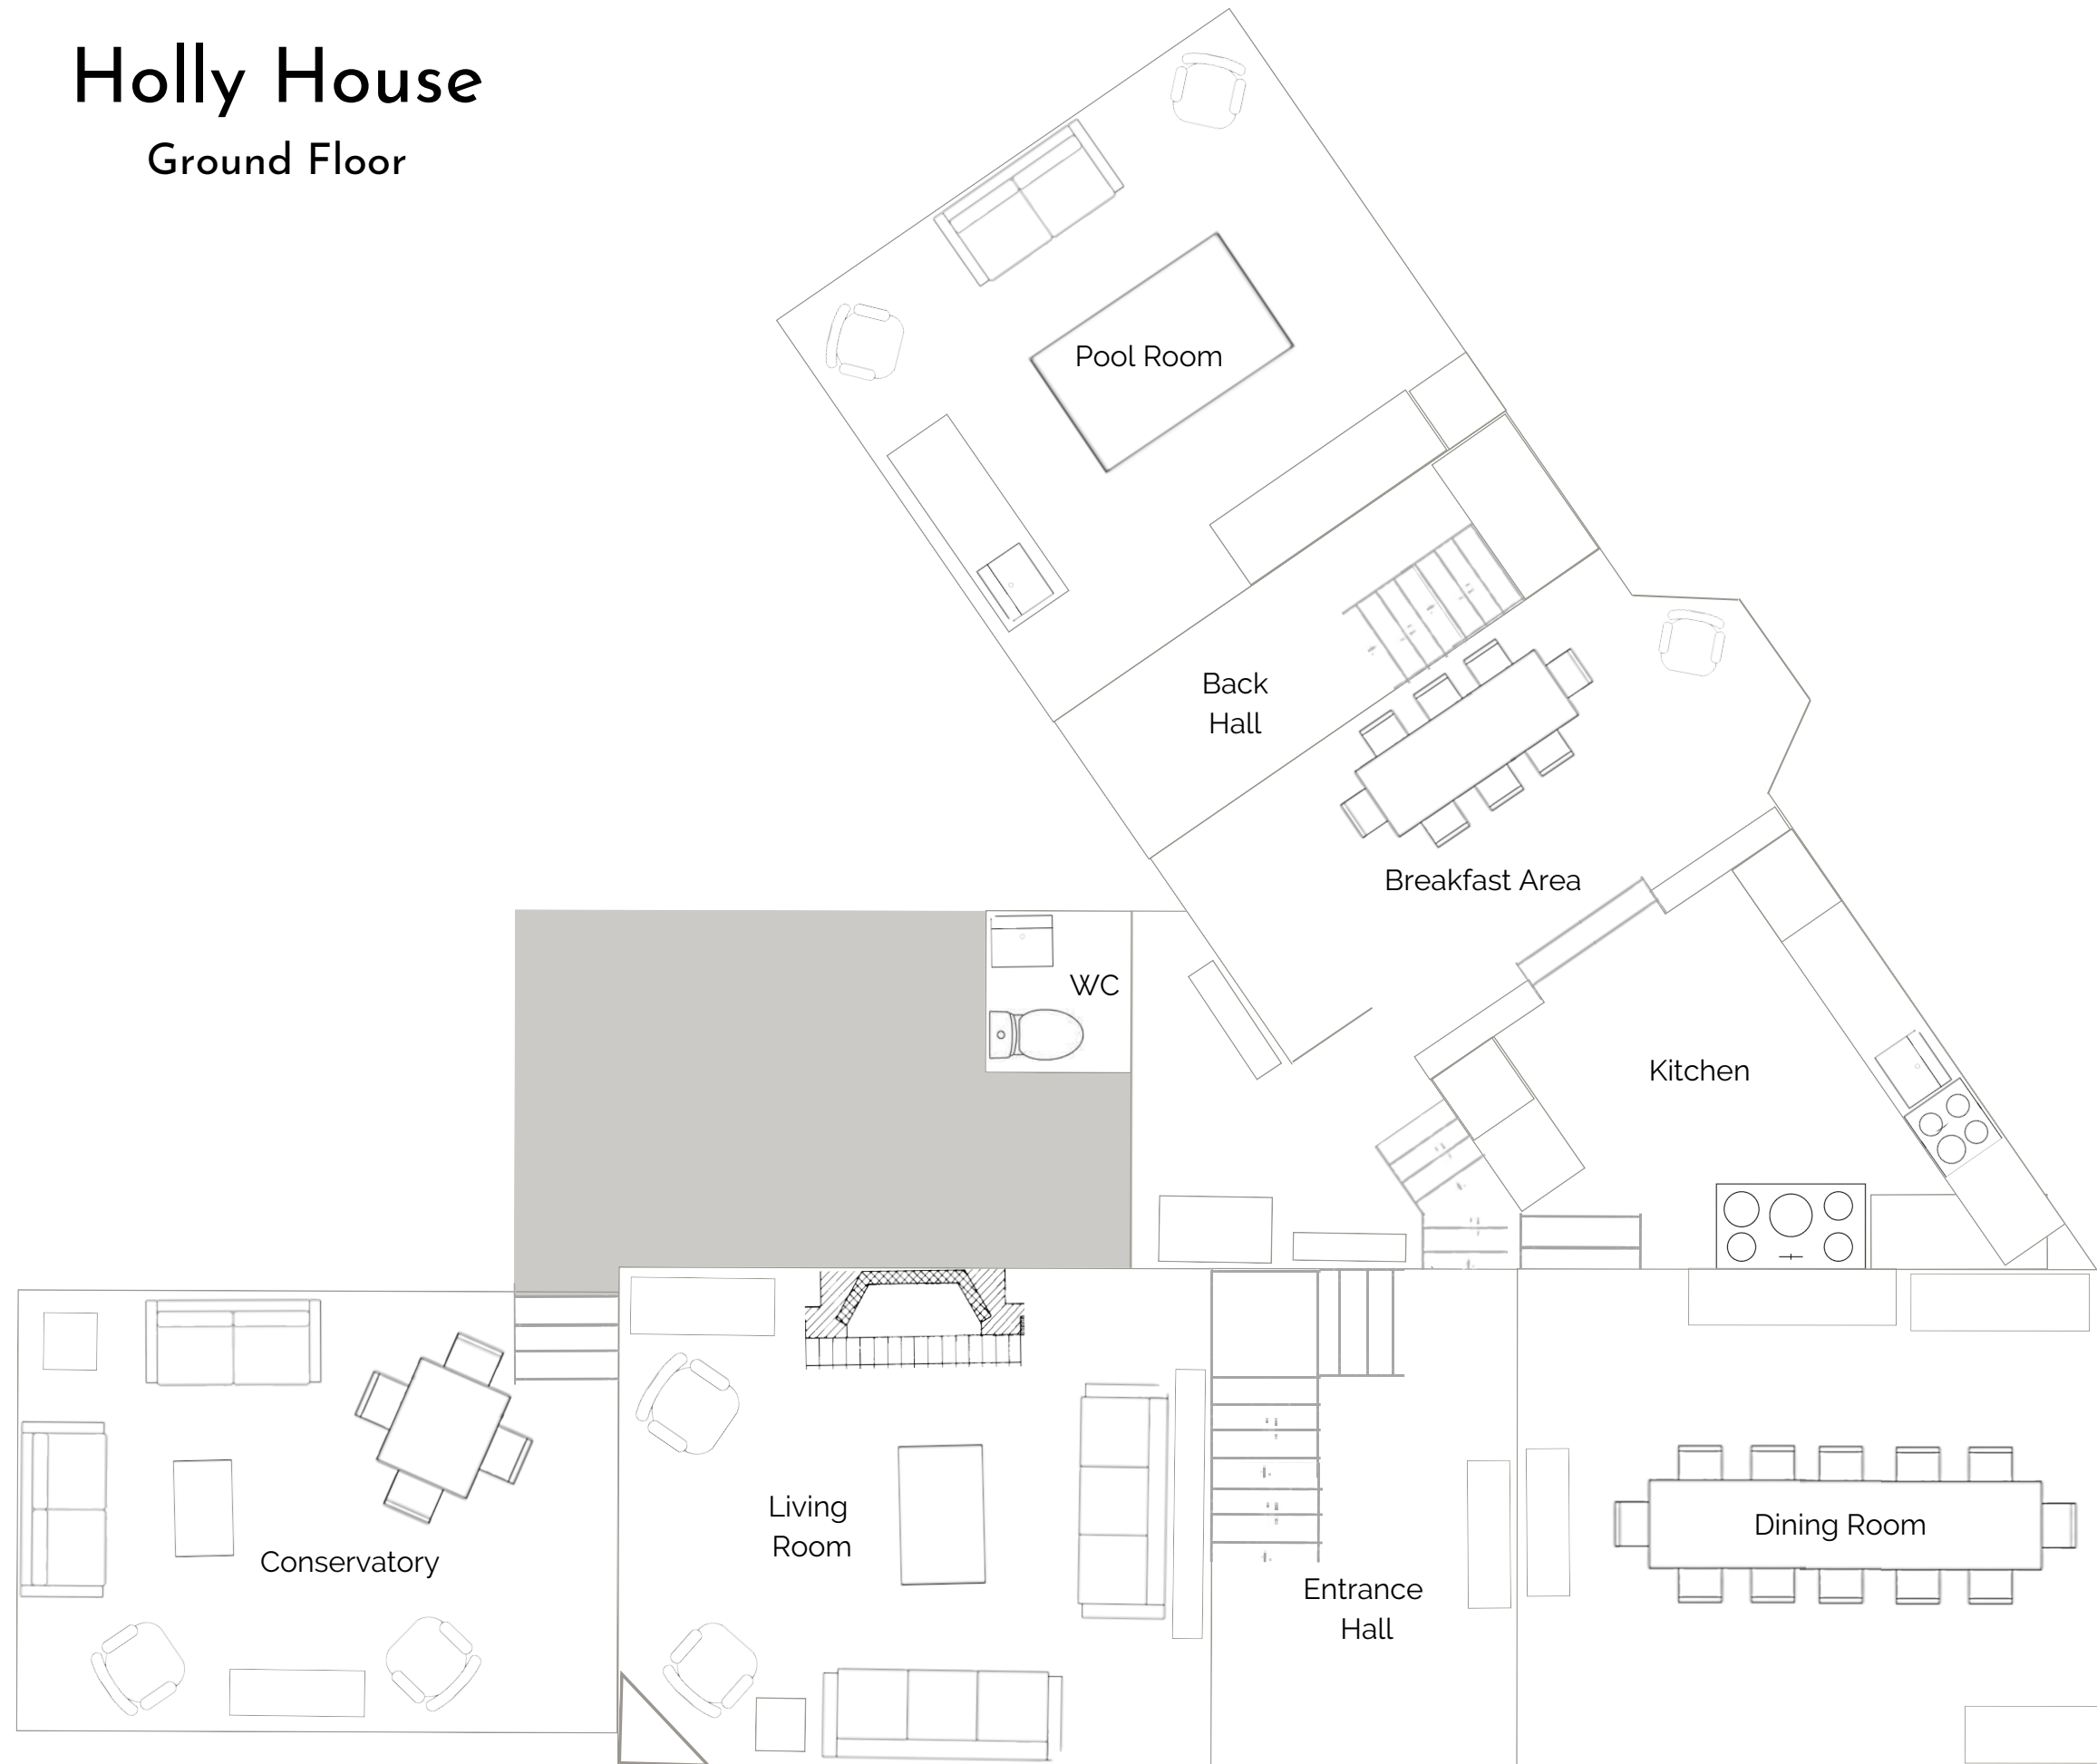 Holly House
Ground Floor
Pool Room
Back
Hall
Breakfast Area
WC
Kitchen
Living
Room
Dining Room
Conservatory
Entrance
Hall